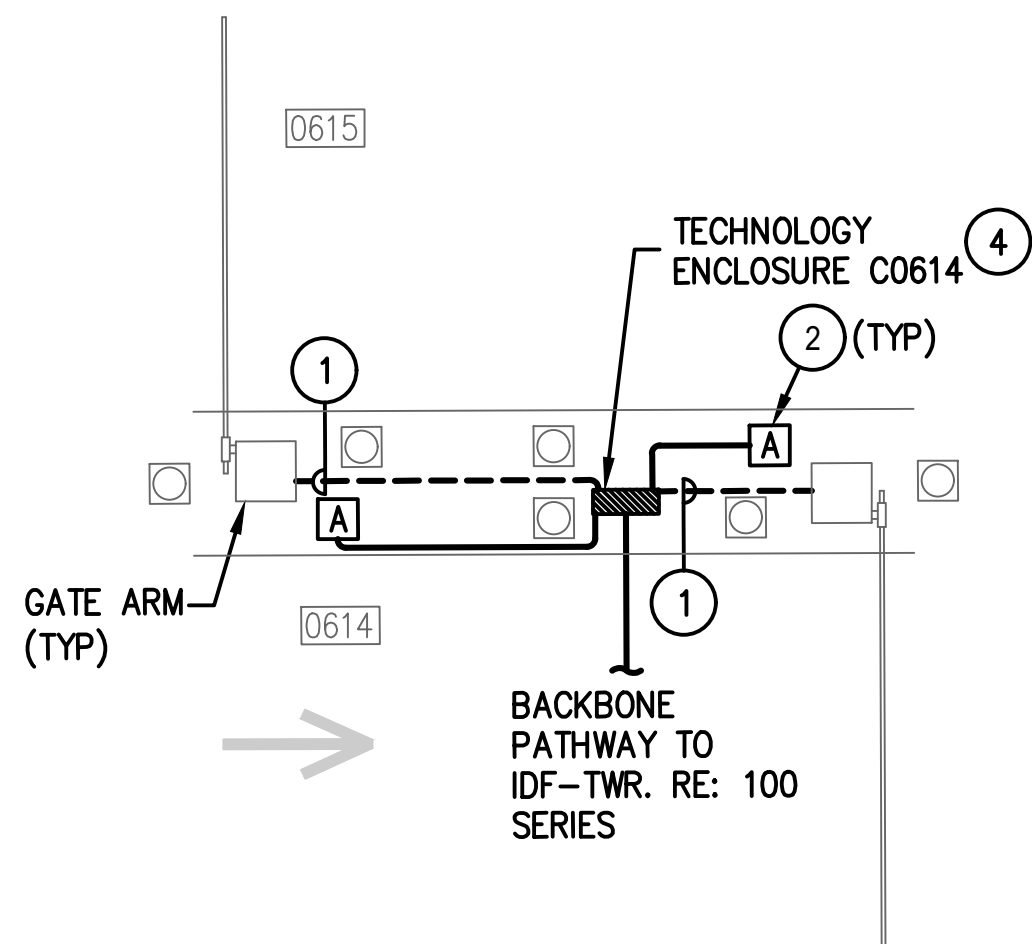 0615
TECHNOLOGY
ENCLOSURE C0614
4
2 (TYP)
1
A
A
GATE ARM
(TYP)
1
0614
BACKBONE
PATHWAY TO
IDF-TWR. RE: 100
SERIES